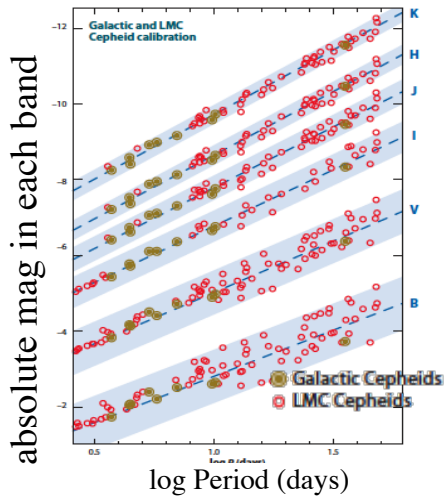 Galactic and LMC
Cepheid calibration
absolute mag in each band
−12
−10
−8
−6
−4
−2
K
H
J
I
V
B
Galactic Cepheids
LMC Cepheids
0.5
1.0
1.5
log Period (days)